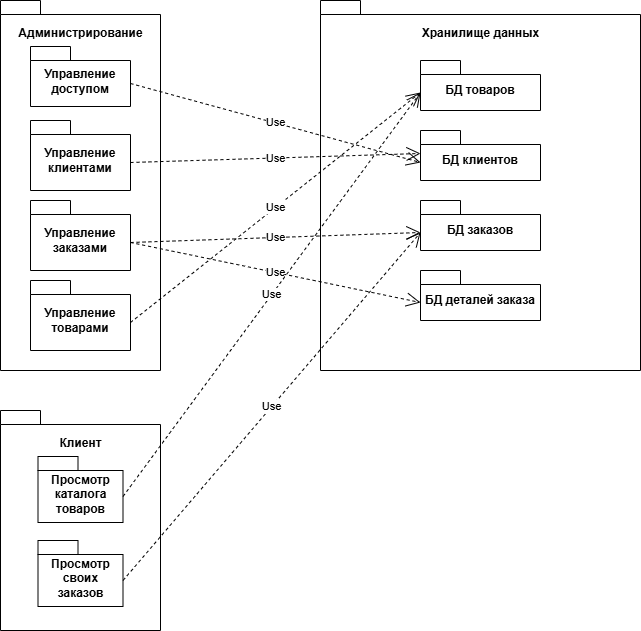 Администрирование
Управление
доступом
Управление
клиентами
Управление
заказами
Управление
товарами
Use
Use
Use
Use
Use
Use
Use
Хранилище данных
БД товаров
БД клиентов
БД заказов
БД деталей заказа
Клиент
Просмотр
каталога
товаров
Просмотр
своих
заказов